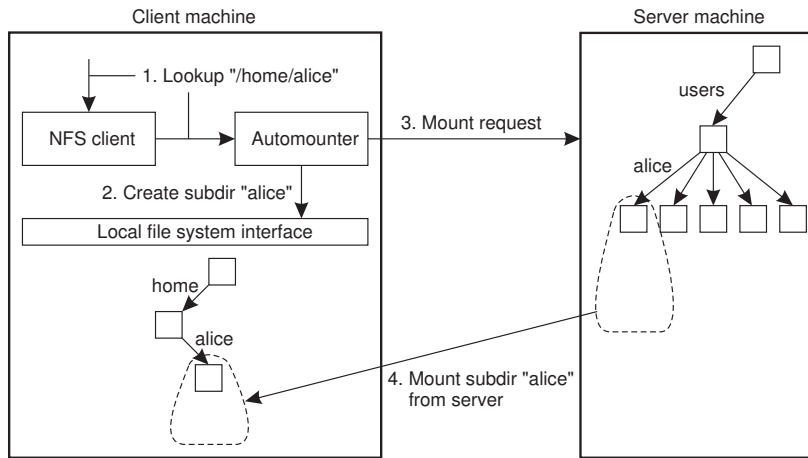 Client machine
Server machine
1. Lookup "/home/alice"
users
NFS client
Automounter
3. Mount request
alice
2. Create subdir "alice"
Local file system interface
home
alice
4. Mount subdir "alice"
from server